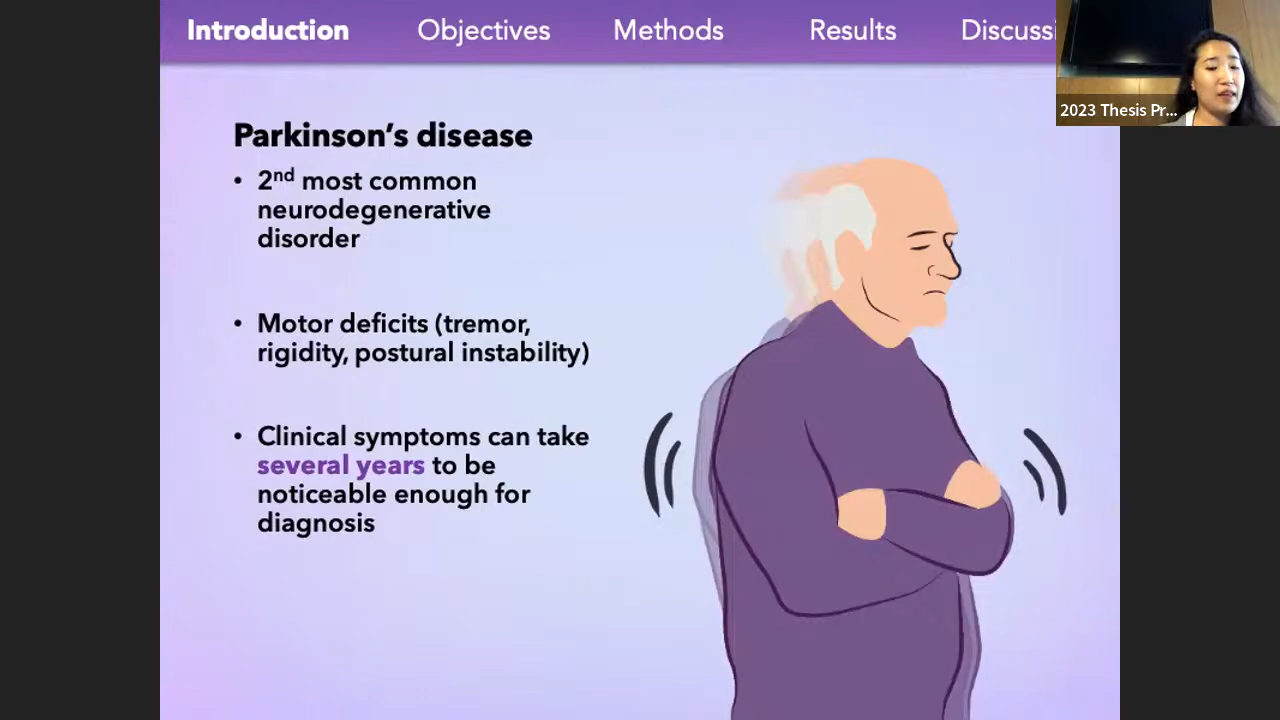 Introduction Objectives Methods Results Discussi
2023 Thesis Pr...
Parkinson's disease
• 2nd most common
neurodegenerative
disorder
• Motor deficits (tremor,
rigidity, postural instability)
• Clinical symptoms can take
several years to be
noticeable enough for
diagnosis